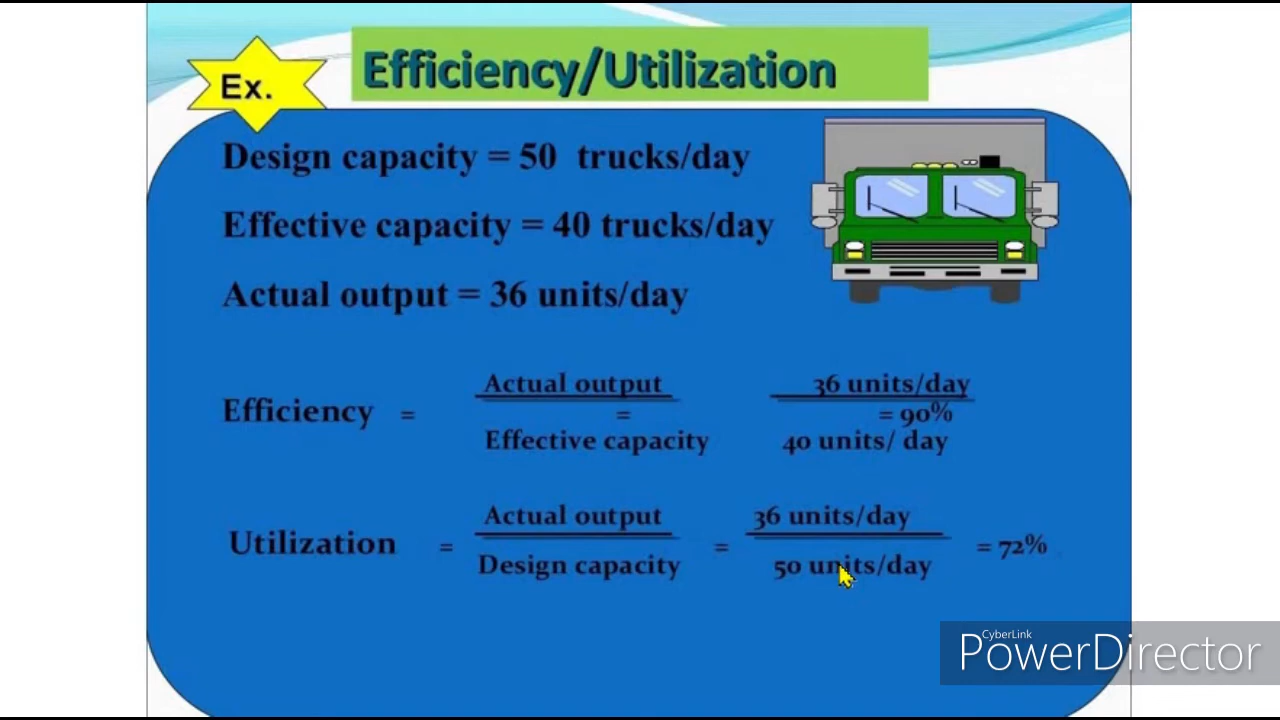 Efficiency/Utilization
Ex.
Design capacity = 50 trucks/day
Effective capacity = 40 trucks/day
Actual output = 36 units/day
Actual output 36 units/day
Efficiency = = = 90%
Effective capacity 40 units/ day
Actual output 36 units/day
Utilization = = = 72%
Design capacity 50 units/day
CyberLink
PowerDirector